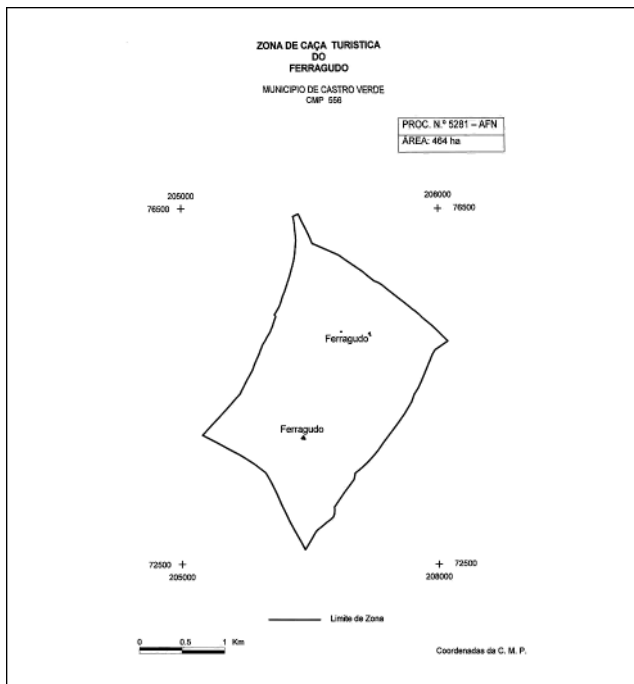 ZONA DE CAÇA TURISTICA
DO
FERRAGUDO
MUNICIPIO DE CASTRO VERDE
CMP 556
PROC. N.º 5281 – AFN
ÁREA: 464 ha
205000
76500
208000
76500
Ferragudo
Ferragudo
72500
205000
72500
208000
Limite de Zona
0 0.5 1 Km
Coordenadas da C. M. P.